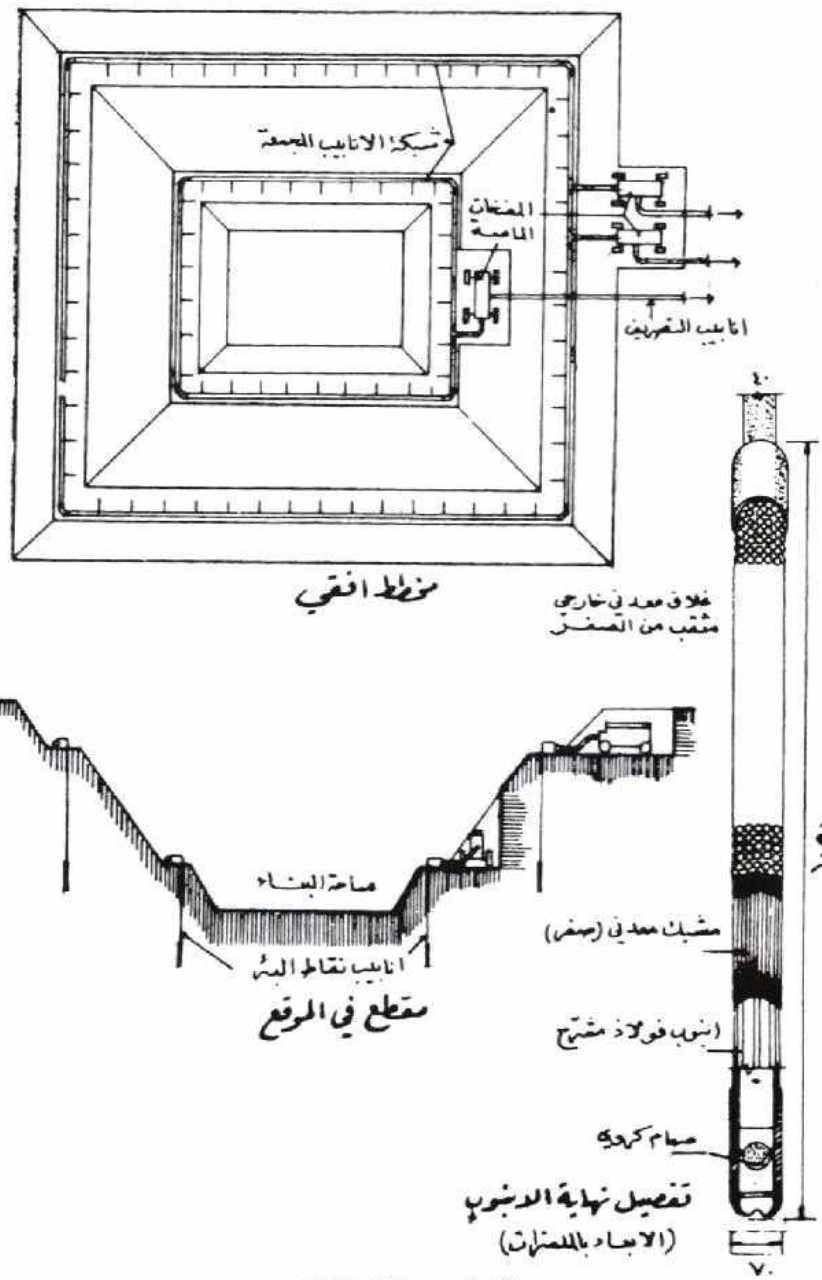 شبكة الانابيب المجمعة
المضخات
الماصة
انابيب التصريف
مخطط افقي
٤٠
غلاف معدني خارجي
مثقب من الصفر
ساحة البناء
انابيب نقاط البئر
مقطع في الموقع
مشبك معدني (صفر)
انبوب فولاذ
صمام كروي
تفصيل نهاية الانبوب
(الابعاد بالملمترات)
٧٠